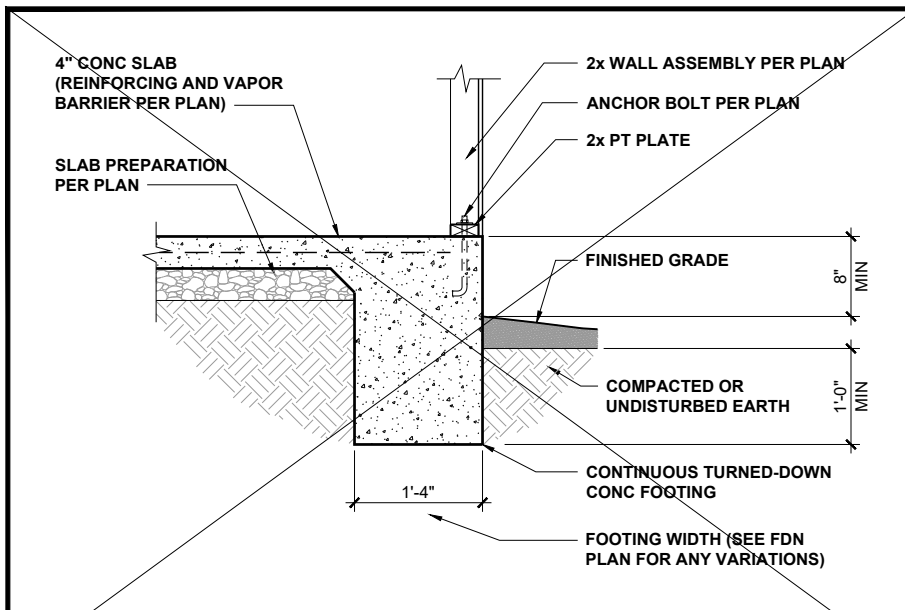 4" CONC SLAB
(REINFORCING AND VAPOR
BARRIER PER PLAN)
SLAB PREPARATION
PER PLAN
2x WALL ASSEMBLY PER PLAN
ANCHOR BOLT PER PLAN
2x PT PLATE
FINISHED GRADE
8"
MIN
COMPACTED OR
UNDISTURBED EARTH
1'-0"
MIN
CONTINUOUS TURNED-DOWN
CONC FOOTING
1'-4"
FOOTING WIDTH (SEE FDN
PLAN FOR ANY VARIATIONS)